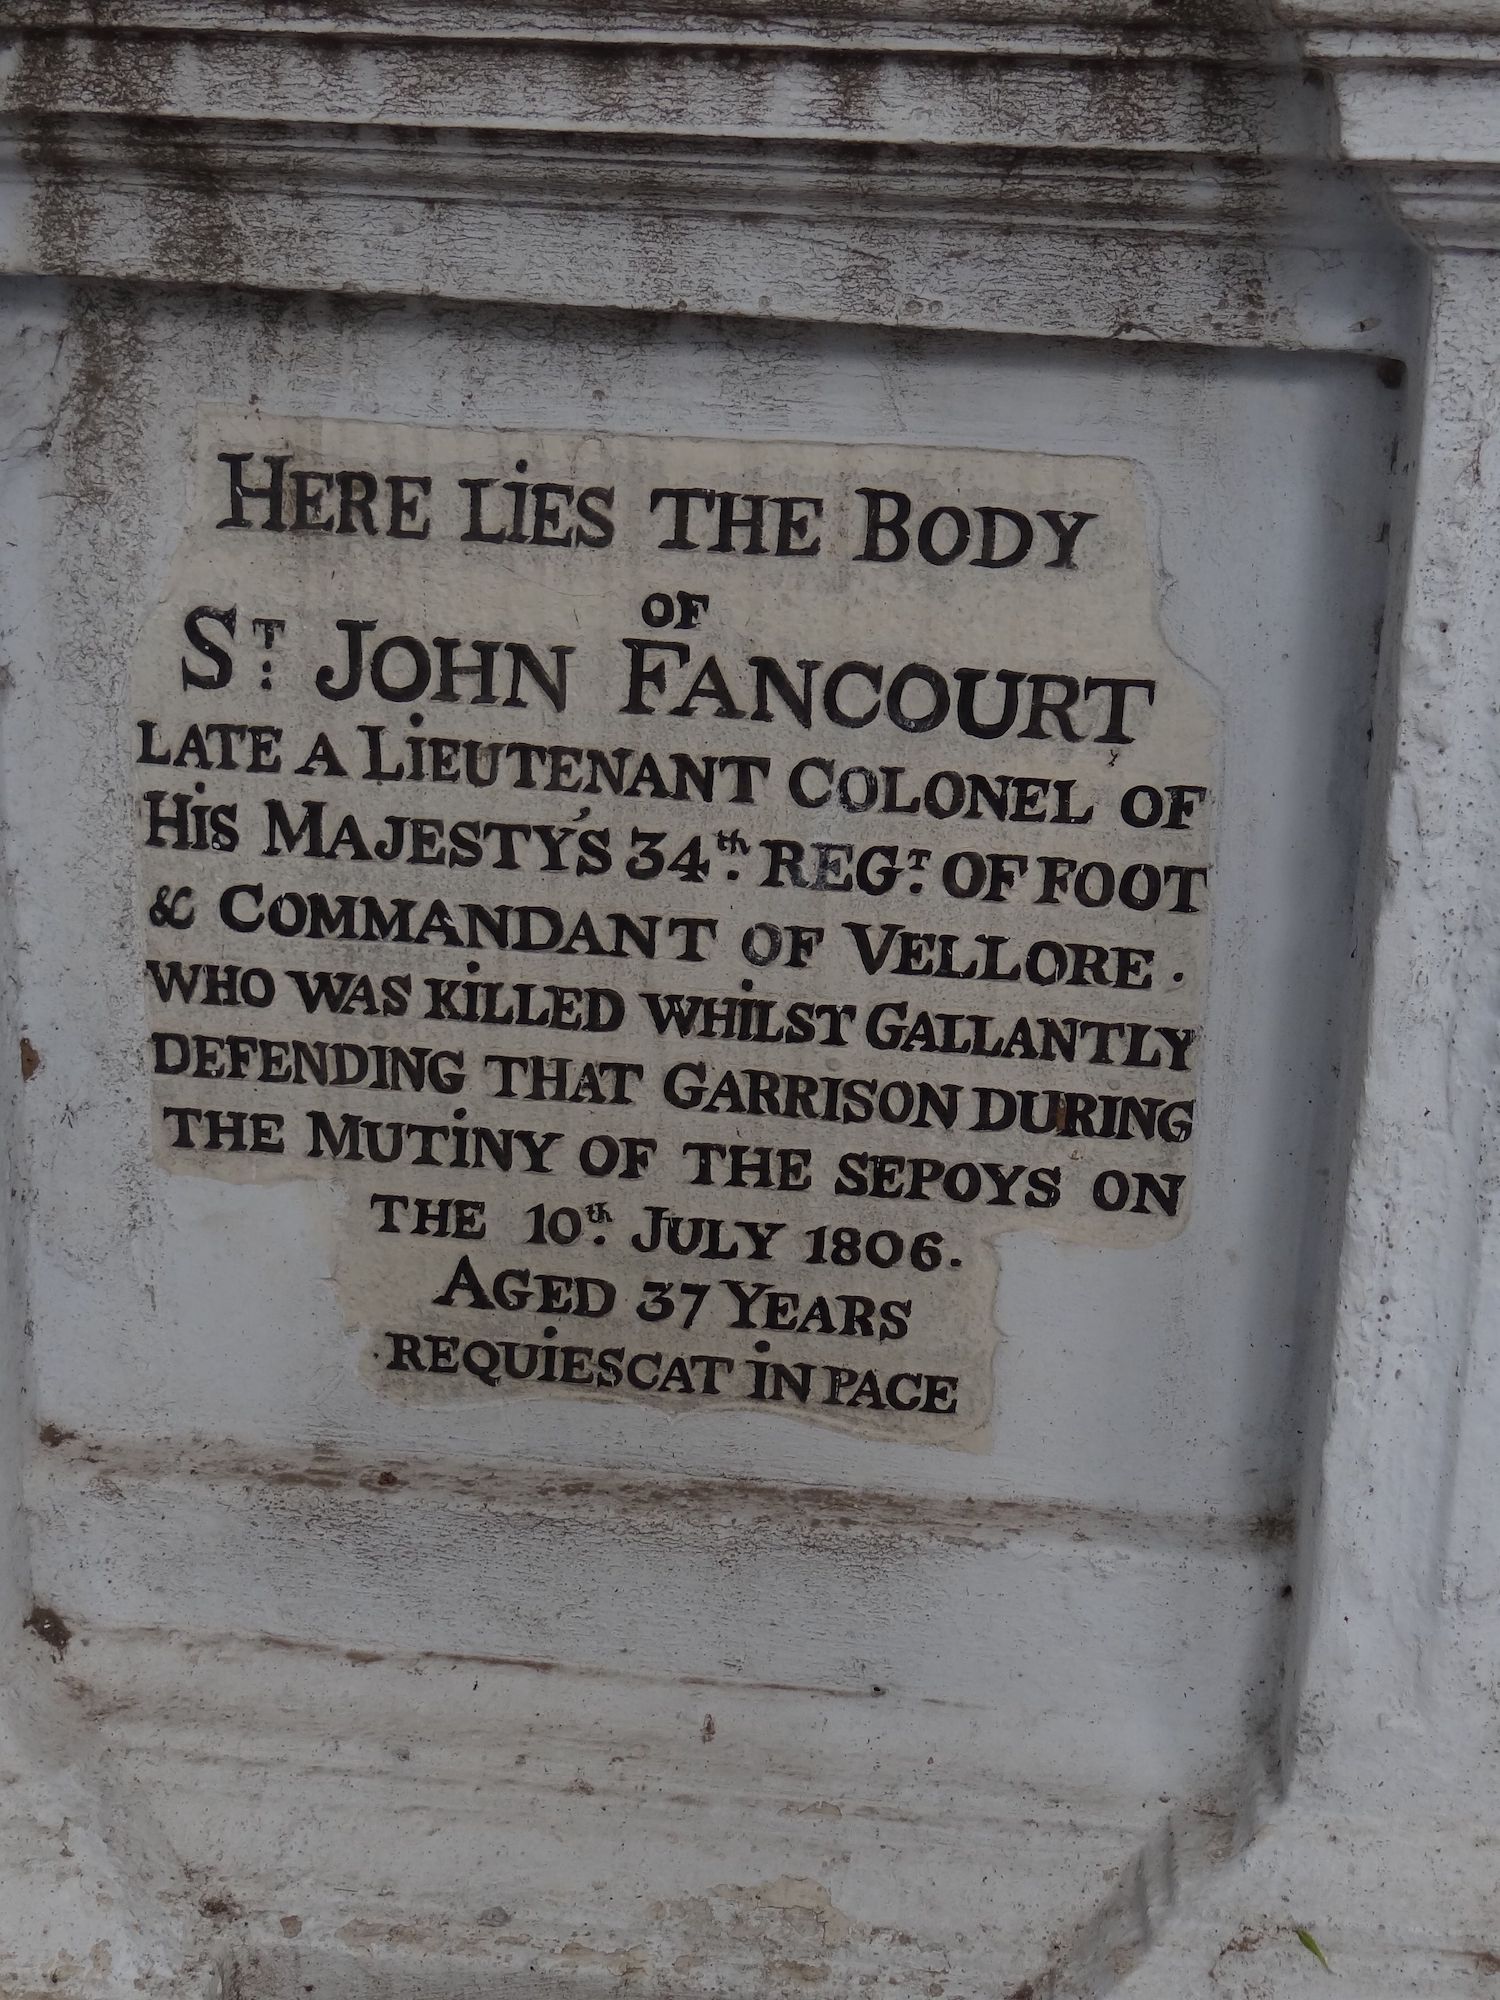 HERE LiES THE BODY
OF
ST. JOHN FANCOURT
LATE A LiEUTENANT COLONEL OF
HiS MAJESTY'S 34th. REGT. OF FOOT
& COMMANDANT OF VELLORE.
WHO WAS KiLLED WHiLST GALLANTLY
DEFENDING THAT GARRISON DURING
THE MUTiNY OF THE SEPOYS ON
THE 10th. JULY 1806.
AGED 37 YEARS
REQUiESCAT iN PACE